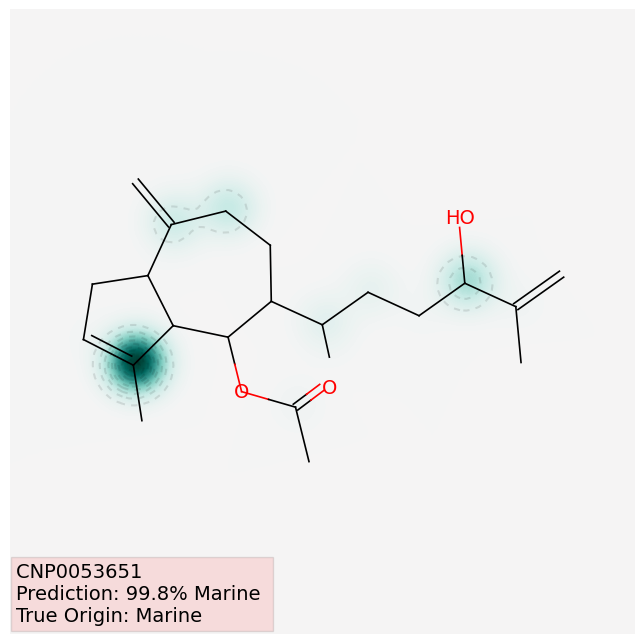 HO
O
O
CNP0053651
Prediction: 99.8% Marine
True Origin: Marine